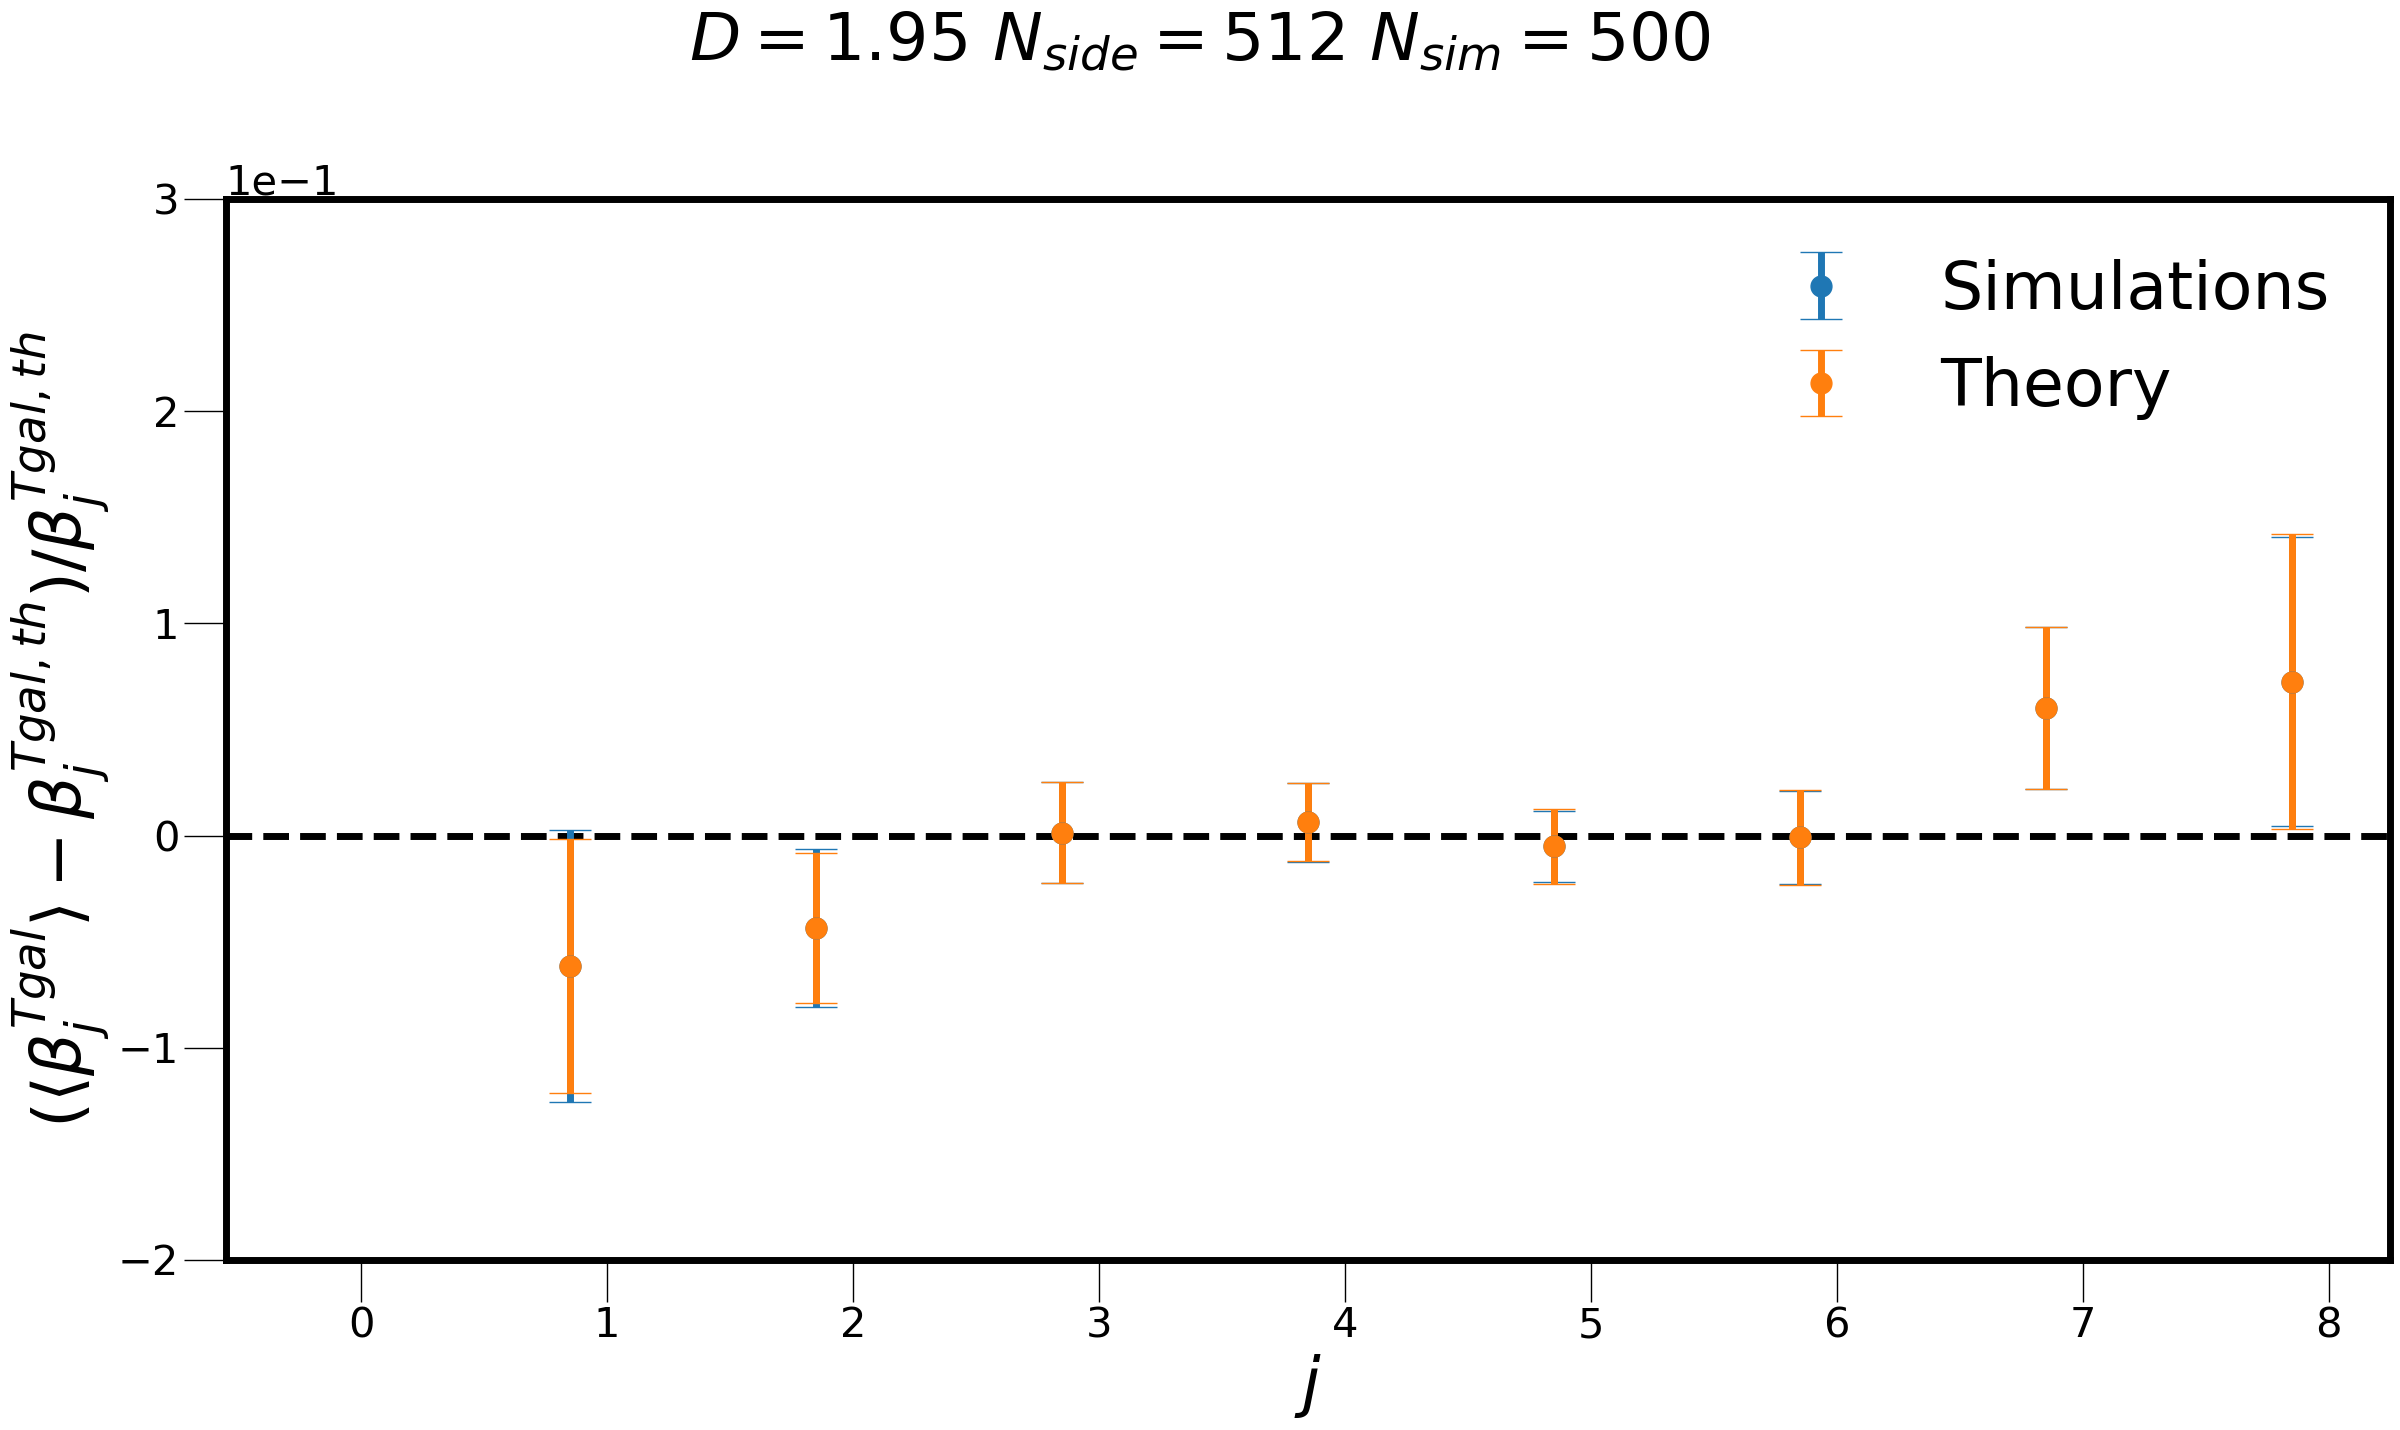 D = 1.95 N_side = 512 N_sim = 500
1e−1
3
2
1
0
−1
−2
(⟨β_j^{Tgal}⟩ − β_j^{Tgal, th})/β_j^{Tgal, th}
Simulations
Theory
0 1 2 3 4 5 6 7 8
j